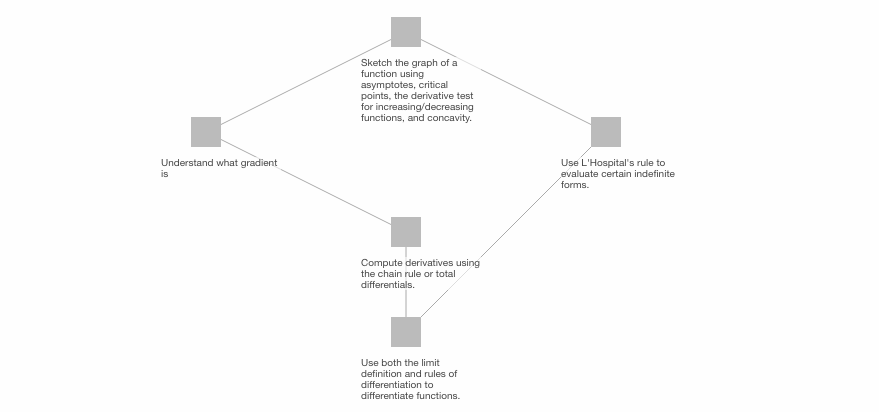 Sketch the graph of a
function using
asymptotes, critical
points, the derivative test
for increasing/decreasing
functions, and concavity.
Understand what gradient
is
Use L'Hospital's rule to
evaluate certain indefinite
forms.
Compute derivatives using
the chain rule or total
differentials.
Use both the limit
definition and rules of
differentiation to
differentiate functions.